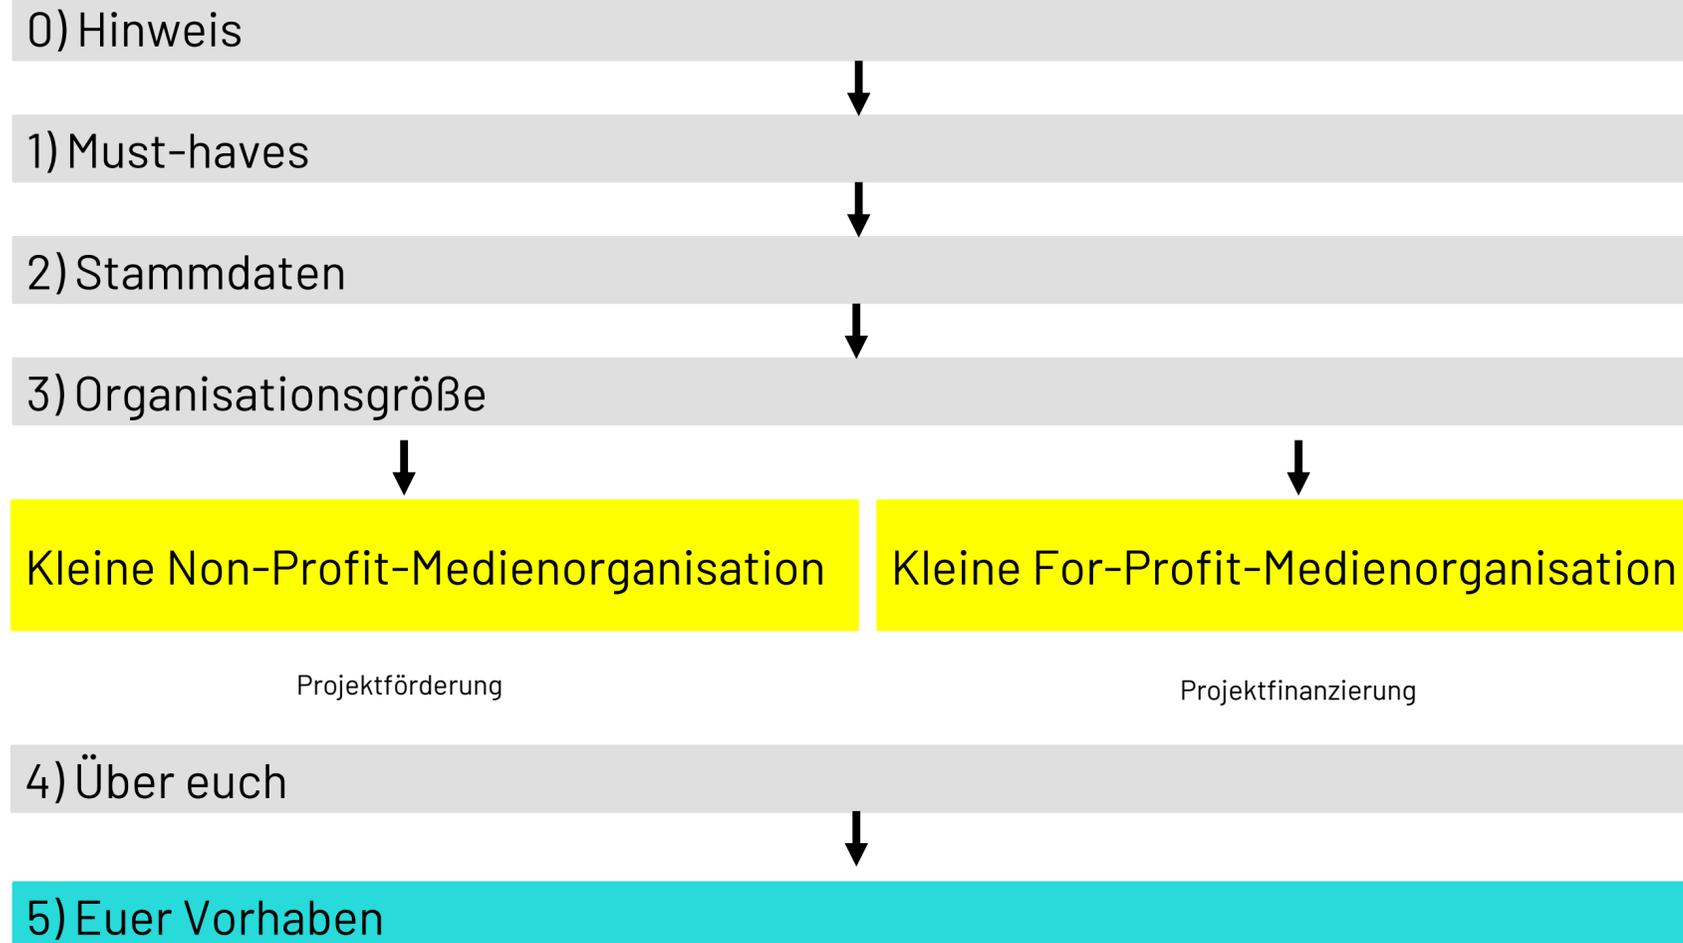 0) Hinweis
1) Must-haves
2) Stammdaten
3) Organisationsgröße
Kleine Non-Profit-Medienorganisation
Kleine For-Profit-Medienorganisation
Projektförderung
Projektfinanzierung
4) Über euch
5) Euer Vorhaben